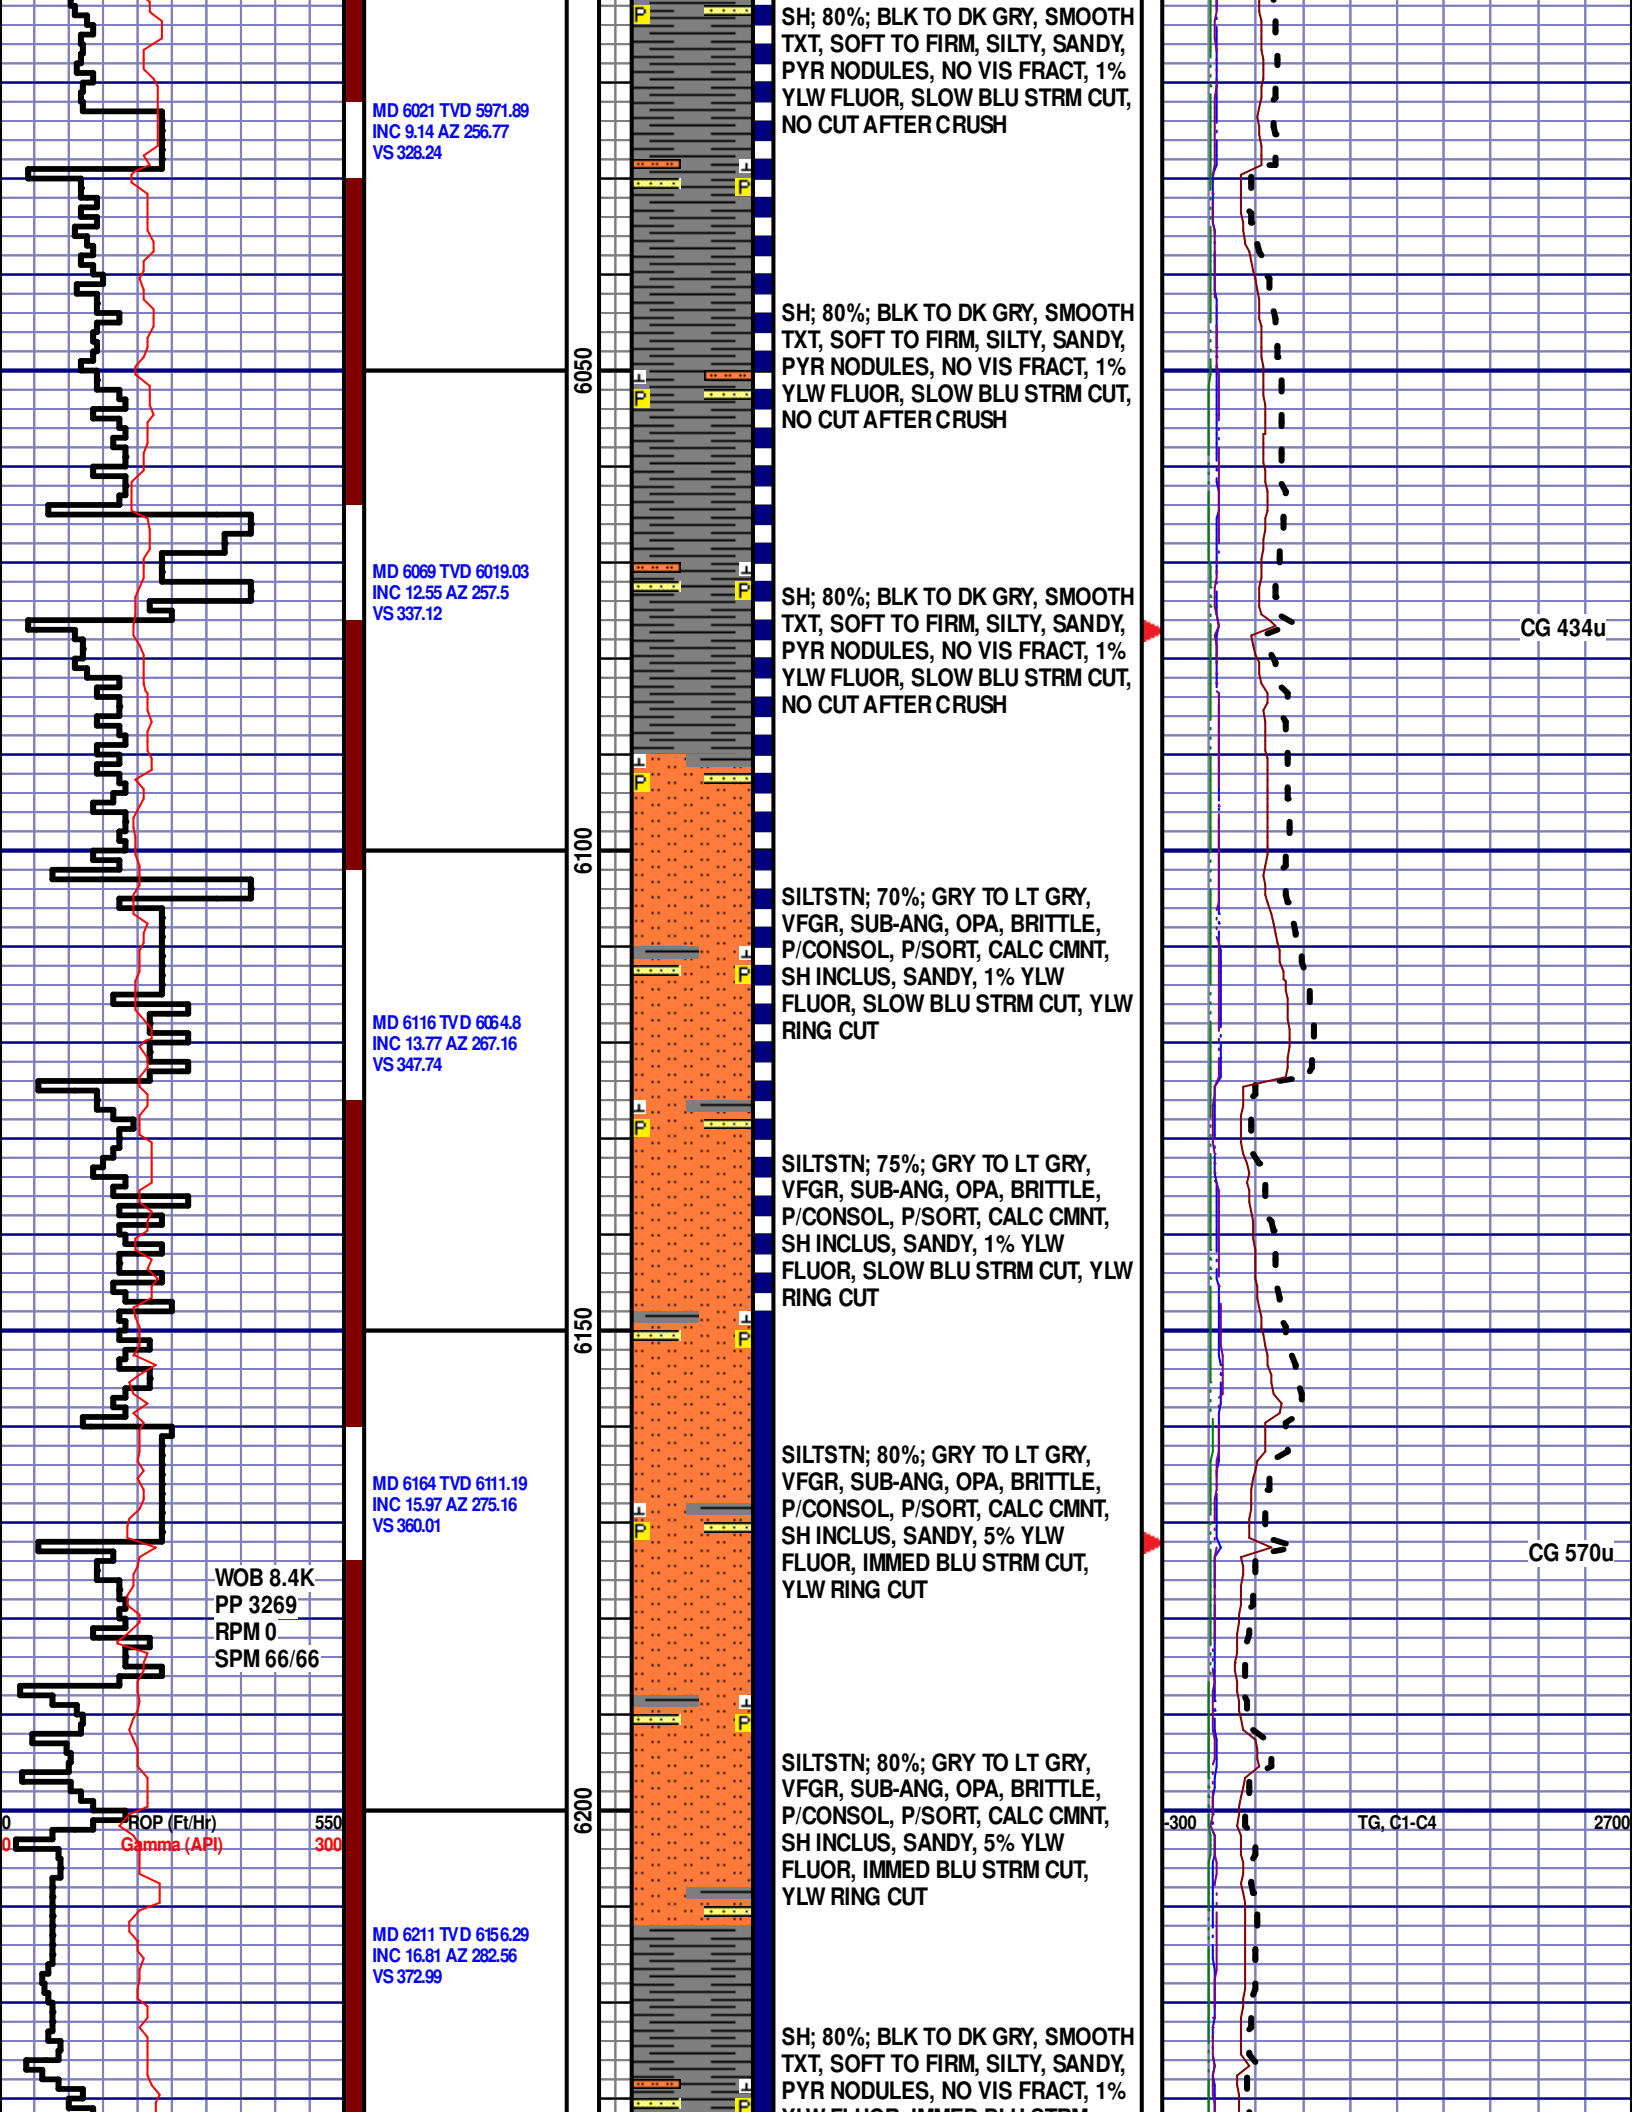 SH; 80%; BLK TO DK GRY, SMOOTH
TXT, SOFT TO FIRM, SILTY, SANDY,
PYR NODULES, NO VIS FRACT, 1%
YLW FLUOR, SLOW BLU STRM CUT,
NO CUT AFTER CRUSH
MD 6021 TVD 5971.89
INC 9.14 AZ 256.77
VS 328.24
P
P
SH; 80%; BLK TO DK GRY, SMOOTH
TXT, SOFT TO FIRM, SILTY, SANDY,
PYR NODULES, NO VIS FRACT, 1%
YLW FLUOR, SLOW BLU STRM CUT,
NO CUT AFTER CRUSH
6050
P
MD 6069 TVD 6019.03
INC 12.55 AZ 257.5
VS 337.12
P
SH; 80%; BLK TO DK GRY, SMOOTH
TXT, SOFT TO FIRM, SILTY, SANDY,
PYR NODULES, NO VIS FRACT, 1%
YLW FLUOR, SLOW BLU STRM CUT,
NO CUT AFTER CRUSH
CG 434u
P
6100
SILTSTN; 70%; GRY TO LT GRY,
VFGR, SUB-ANG, OPA, BRITTLE,
P/CONSOL, P/SORT, CALC CMNT,
SH INCLUS, SANDY, 1% YLW
FLUOR, SLOW BLU STRM CUT, YLW
RING CUT
P
MD 6116 TVD 6064.8
INC 13.77 AZ 267.16
VS 347.74
P
SILTSTN; 75%; GRY TO LT GRY,
VFGR, SUB-ANG, OPA, BRITTLE,
P/CONSOL, P/SORT, CALC CMNT,
SH INCLUS, SANDY, 1% YLW
FLUOR, SLOW BLU STRM CUT, YLW
RING CUT
6150
P
SILTSTN; 80%; GRY TO LT GRY,
VFGR, SUB-ANG, OPA, BRITTLE,
P/CONSOL, P/SORT, CALC CMNT,
SH INCLUS, SANDY, 5% YLW
FLUOR, IMMED BLU STRM CUT,
YLW RING CUT
MD 6164 TVD 6111.19
INC 15.97 AZ 275.16
VS 360.01
P
CG 570u
WOB 8.4K
PP 3269
RPM 0
SPM 66/66
P
SILTSTN; 80%; GRY TO LT GRY,
VFGR, SUB-ANG, OPA, BRITTLE,
P/CONSOL, P/SORT, CALC CMNT,
SH INCLUS, SANDY, 5% YLW
FLUOR, IMMED BLU STRM CUT,
YLW RING CUT
6200
0 ROP (Ft/Hr) 550
0 Gamma (API) 300
-300 TG, C1-C4 2700
MD 6211 TVD 6156.29
INC 16.81 AZ 282.56
VS 372.99
SH; 80%; BLK TO DK GRY, SMOOTH
TXT, SOFT TO FIRM, SILTY, SANDY,
PYR NODULES, NO VIS FRACT, 1%
YLW FLUOR, IMMED BLU STRM
P